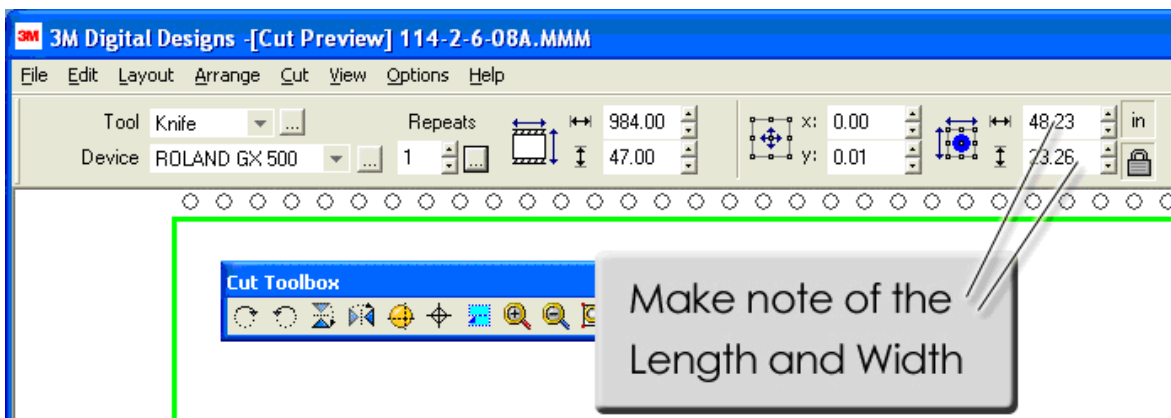 3M 3M Digital Designs -[Cut Preview] 114-2-6-08A.MMM
File Edit Layout Arrange Cut View Options Help
Tool Knife ... Repeats 984.00 x: 0.00 48.23 in
Device ROLAND GX 500 ... 1 ... 47.00 y: 0.01 23.26
Cut Toolbox
Make note of the
Length and Width